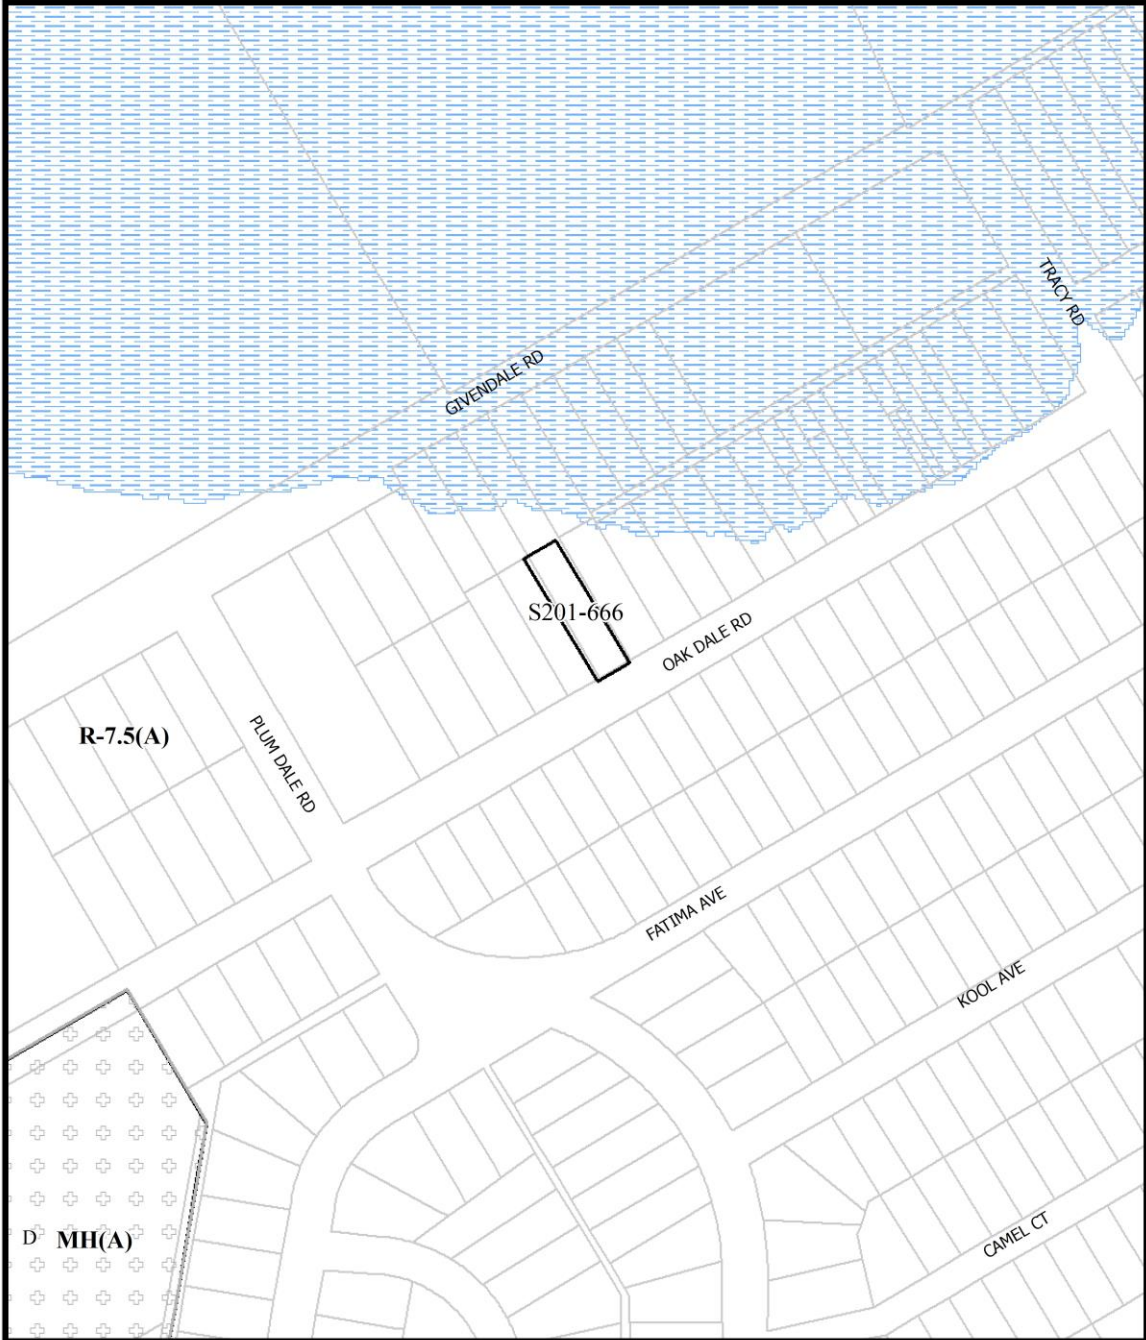 TRACY RD
GIVENDALE RD
S201-666
OAK DALE RD
R-7.5(A)
PLUM DALE RD
FATIMA AVE
KOOL AVE
D MH(A)
CAMEL CT